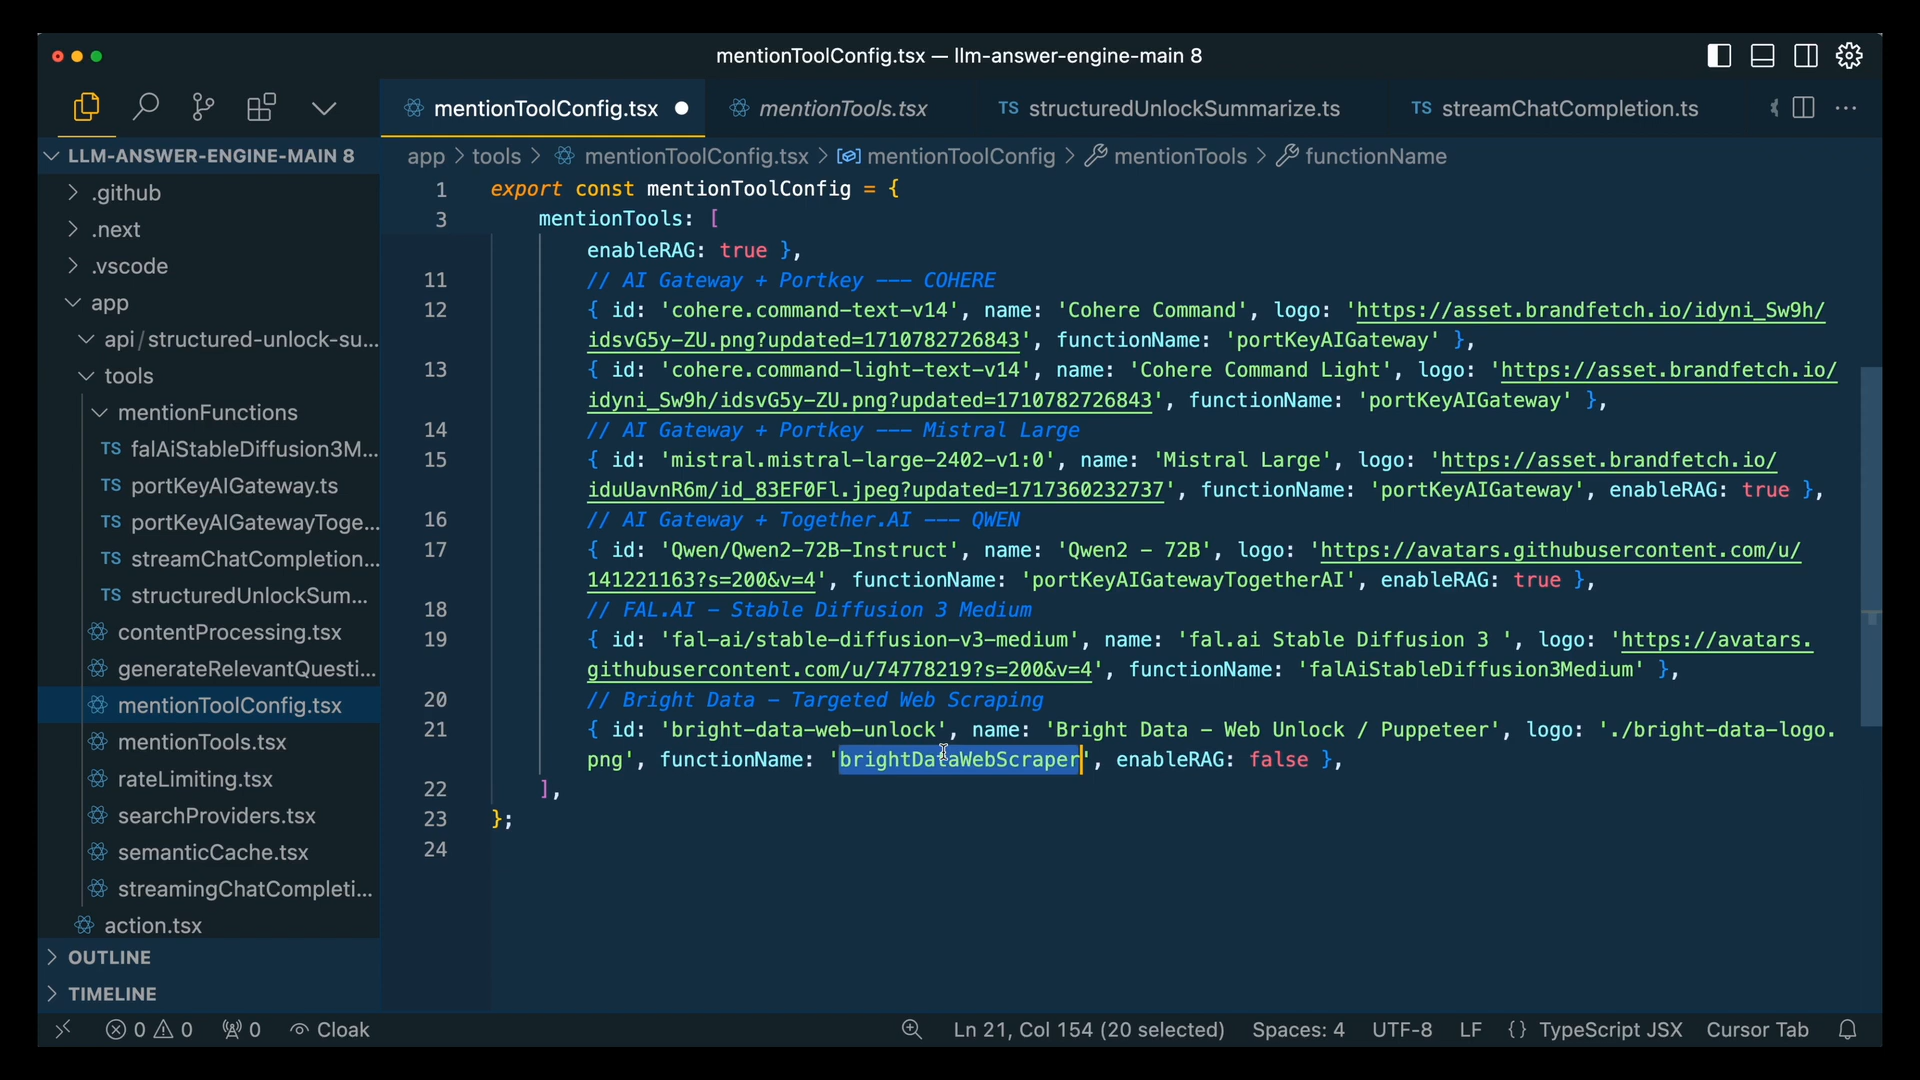 mentionToolConfig.tsx — llm-answer-engine-main 8
mentionToolConfig.tsx
mentionTools.tsx
TS structuredUnlockSummarize.ts
TS streamChatCompletion.ts
LLM-ANSWER-ENGINE-MAIN 8
.github
.next
.vscode
app
api/structured-unlock-su...
tools
mentionFunctions
TS falAiStableDiffusion3M...
TS portKeyAIGateway.ts
TS portKeyAIGatewayToge...
TS streamChatCompletion...
TS structuredUnlockSum...
contentProcessing.tsx
generateRelevantQuesti...
mentionToolConfig.tsx
mentionTools.tsx
rateLimiting.tsx
searchProviders.tsx
semanticCache.tsx
streamingChatCompleti...
action.tsx
OUTLINE
TIMELINE
app > tools > mentionToolConfig.tsx > mentionToolConfig > mentionTools > functionName
1 export const mentionToolConfig = {
3 mentionTools: [
enableRAG: true },
11 // AI Gateway + Portkey --- COHERE
12 { id: 'cohere.command-text-v14', name: 'Cohere Command', logo: 'https://asset.brandfetch.io/idyni_Sw9h/
idsvG5y-ZU.png?updated=1710782726843', functionName: 'portKeyAIGateway' },
13 { id: 'cohere.command-light-text-v14', name: 'Cohere Command Light', logo: 'https://asset.brandfetch.io/
idyni_Sw9h/idsvG5y-ZU.png?updated=1710782726843', functionName: 'portKeyAIGateway' },
14 // AI Gateway + Portkey --- Mistral Large
15 { id: 'mistral.mistral-large-2402-v1:0', name: 'Mistral Large', logo: 'https://asset.brandfetch.io/
iduUavnR6m/id_83EF0Fl.jpeg?updated=1717360232737', functionName: 'portKeyAIGateway', enableRAG: true },
16 // AI Gateway + Together.AI --- QWEN
17 { id: 'Qwen/Qwen2-72B-Instruct', name: 'Qwen2 - 72B', logo: 'https://avatars.githubusercontent.com/u/
141221163?s=200&v=4', functionName: 'portKeyAIGatewayTogetherAI', enableRAG: true },
18 // FAL.AI - Stable Diffusion 3 Medium
19 { id: 'fal-ai/stable-diffusion-v3-medium', name: 'fal.ai Stable Diffusion 3 ', logo: 'https://avatars.
githubusercontent.com/u/74778219?s=200&v=4', functionName: 'falAiStableDiffusion3Medium' },
20 // Bright Data - Targeted Web Scraping
21 { id: 'bright-data-web-unlock', name: 'Bright Data - Web Unlock / Puppeteer', logo: './bright-data-logo.
png', functionName: 'brightDataWebScraper', enableRAG: false },
22 ],
23 };
24
0 0 0 Cloak Ln 21, Col 154 (20 selected) Spaces: 4 UTF-8 LF {} TypeScript JSX Cursor Tab